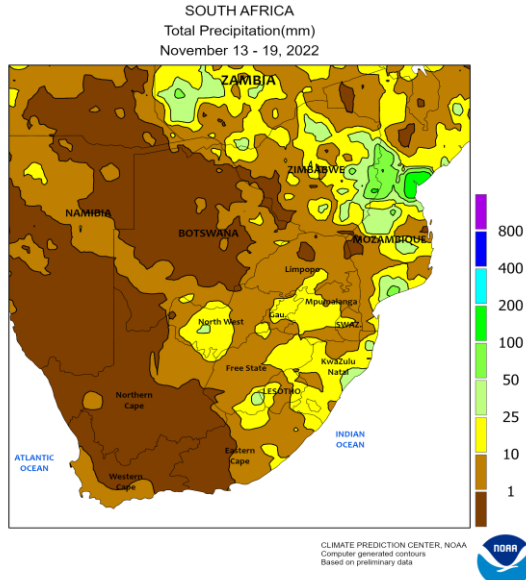 SOUTH AFRICA
Total Precipitation(mm)
November 13 - 19, 2022
ZAMBIA
ZIMBABWE
NAMIBIA
BOTSWANA
MOZAMBIQUE
Limpopo
Mpumalanga
Gau.
North West
SWAZ.
KwaZulu
Natal
Free State
LESOTHO
Northern
Cape
Eastern
Cape
Western
Cape
ATLANTIC
OCEAN
INDIAN
OCEAN
800
400
200
100
50
25
10
1
CLIMATE PREDICTION CENTER, NOAA
Computer generated contours
Based on preliminary data
NOAA